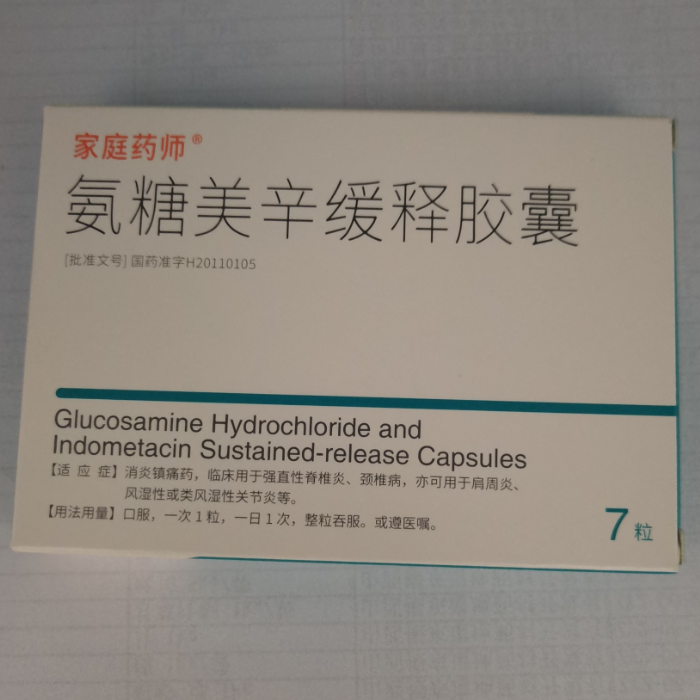 家庭药师®
氨糖美辛缓释胶囊
[批准文号] 国药准字H20110105
Glucosamine Hydrochloride and
Indometacin Sustained-release Capsules
【适 应 症】消炎镇痛药，临床用于强直性脊椎炎、颈椎病，亦可用于肩周炎、
风湿性或类风湿性关节炎等。
【用法用量】口服，一次1粒，一日1次，整粒吞服。或遵医嘱。
7粒